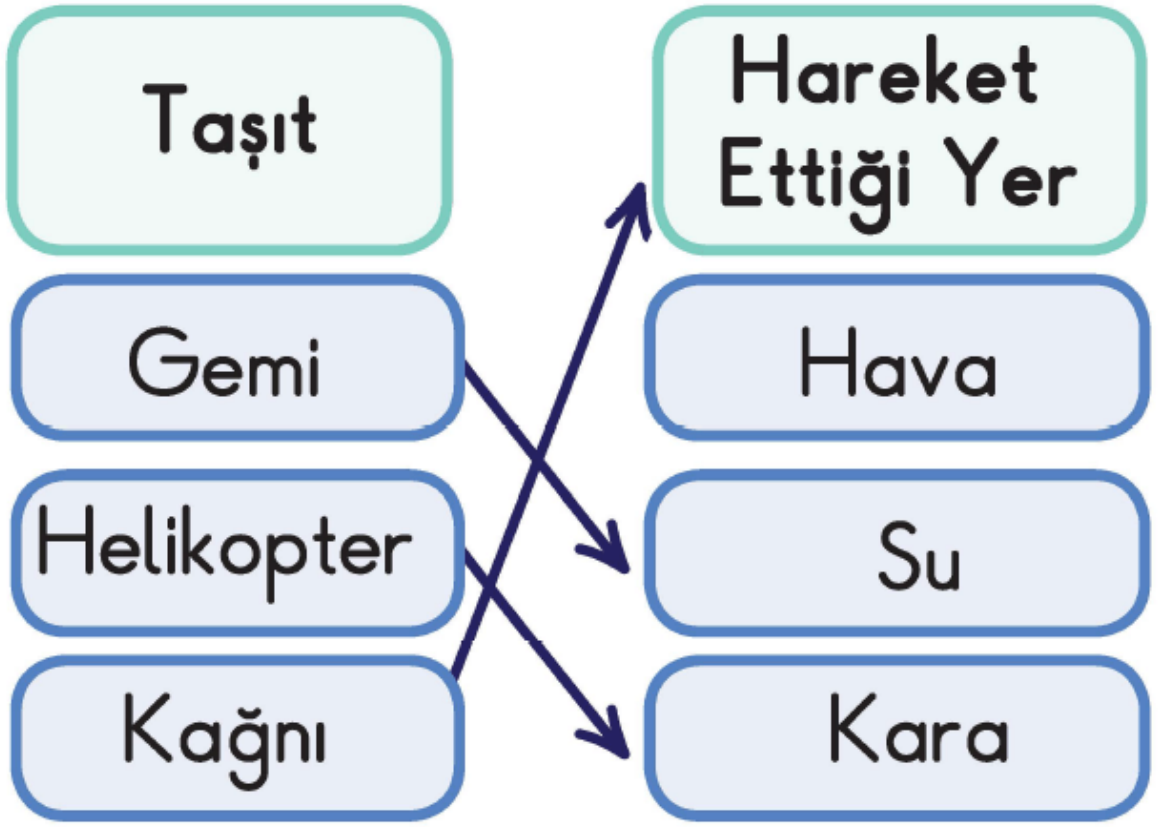 Taşıt
Hareket
Ettiği Yer
Gemi
Hava
Helikopter
Su
Kağnı
Kara